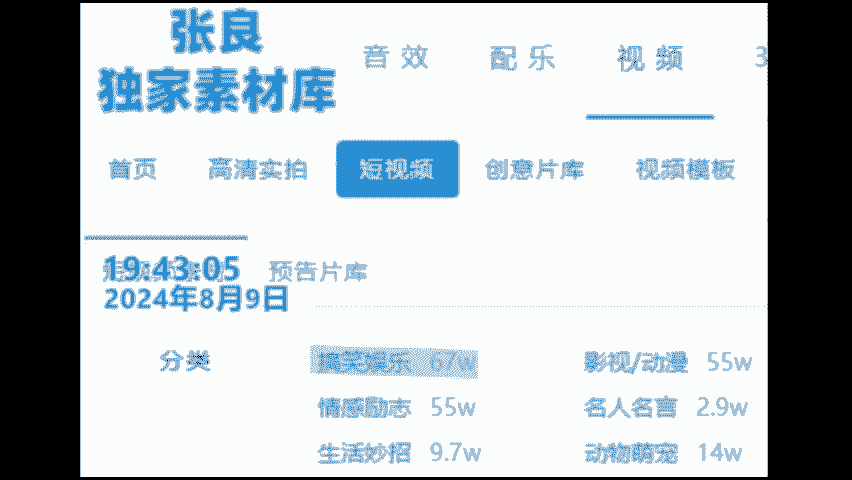 张良
独家素材库
音效 配乐 视频 3
首页 高清实拍 短视频 创意片库 视频模板
19:43:05 预告片库
2024年8月9日
分类 搞笑娱乐 67w 影视/动漫 55w
情感励志 55w 名人名言 2.9w
生活妙招 9.7w 动物萌宠 14w